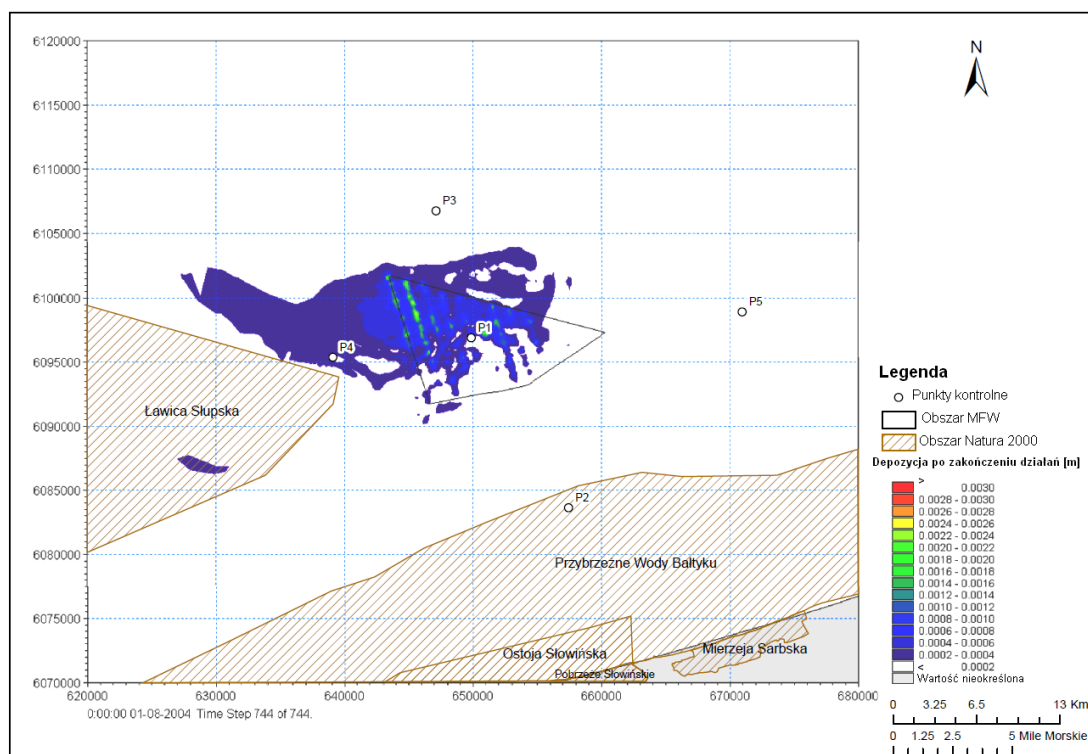 N
6120000
6115000
6110000
6105000
6100000
6095000
6090000
6085000
6080000
6075000
6070000
620000
630000
640000
650000
660000
670000
680000
P3
P5
P1
P4
P2
Ławica Słupska
Przybrzeżne Wody Bałtyku
Ostoja Słowińska
Pobrzeże Słowińskie
Mierzeja Sarbska
0:00:00 01-08-2004 Time Step 744 of 744.
Legenda
Punkty kontrolne
Obszar MFW
Obszar Natura 2000
Depozycja po zakończeniu działań [m]
> 0.0030
0.0028 - 0.0030
0.0026 - 0.0028
0.0024 - 0.0026
0.0022 - 0.0024
0.0020 - 0.0022
0.0018 - 0.0020
0.0016 - 0.0018
0.0014 - 0.0016
0.0012 - 0.0014
0.0010 - 0.0012
0.0008 - 0.0010
0.0006 - 0.0008
0.0004 - 0.0006
0.0002 - 0.0004
< 0.0002
Wartość nieokreślona
0 3.25 6.5 13 Km
0 1.25 2.5 5 Mile Morskie